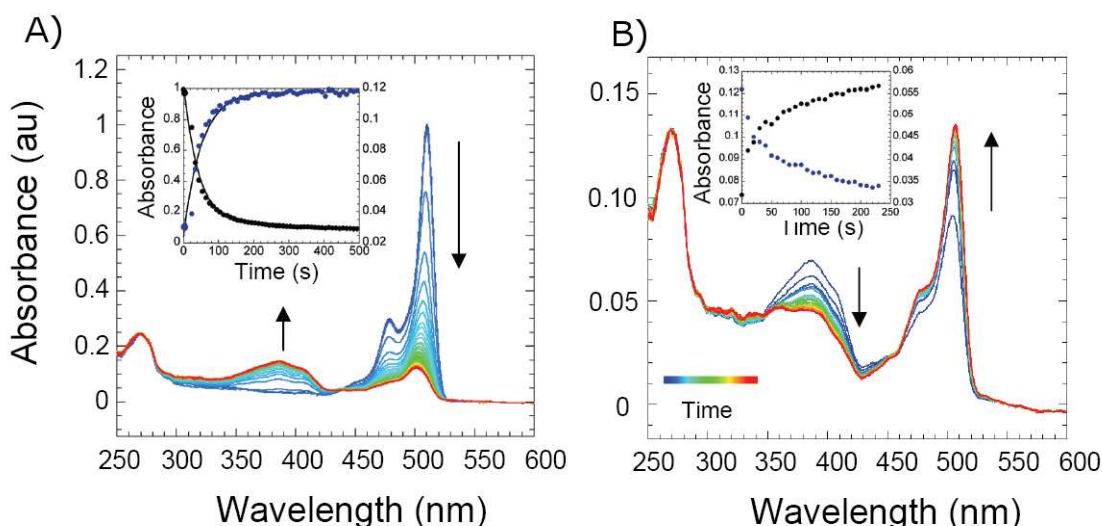 A)
Absorbance (au)
1.2
1
0.8
0.6
0.4
0.2
0
250 300 350 400 450 500 550 600
Wavelength (nm)
Absorbance
1
0.8
0.6
0.4
0.2
0
0.12
0.1
0.08
0.06
0.04
0.02
0 100 200 300 400 500
Time (s)
B)
0.15
0.10
0.05
0
250 300 350 400 450 500 550 600
Wavelength (nm)
Absorbance
0.13
0.12
0.11
0.1
0.09
0.08
0.07
0.06
0.055
0.05
0.045
0.04
0.035
0.03
0 50 100 150 200 250
Time (s)
Time